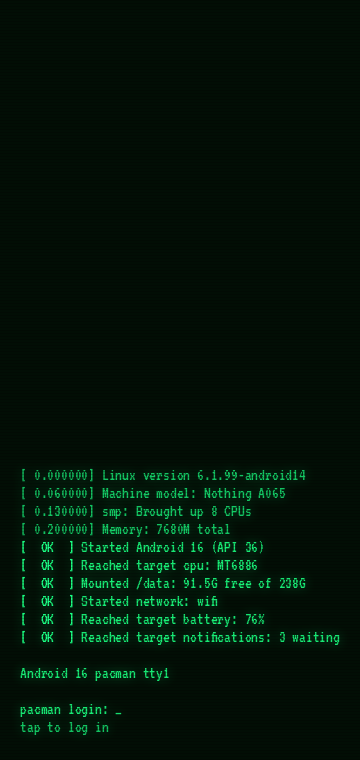 [ 0.000000] Linux version 6.1.99-android14
[ 0.060000] Machine model: Nothing A065
[ 0.130000] smp: Brought up 8 CPUs
[ 0.200000] Memory: 7680M total
[  OK  ] Started Android 16 (API 36)
[  OK  ] Reached target cpu: MT6886
[  OK  ] Mounted /data: 91.5G free of 238G
[  OK  ] Started network: wifi
[  OK  ] Reached target battery: 76%
[  OK  ] Reached target notifications: 3 waiting
Android 16 pacman tty1
pacman login: _
tap to log in